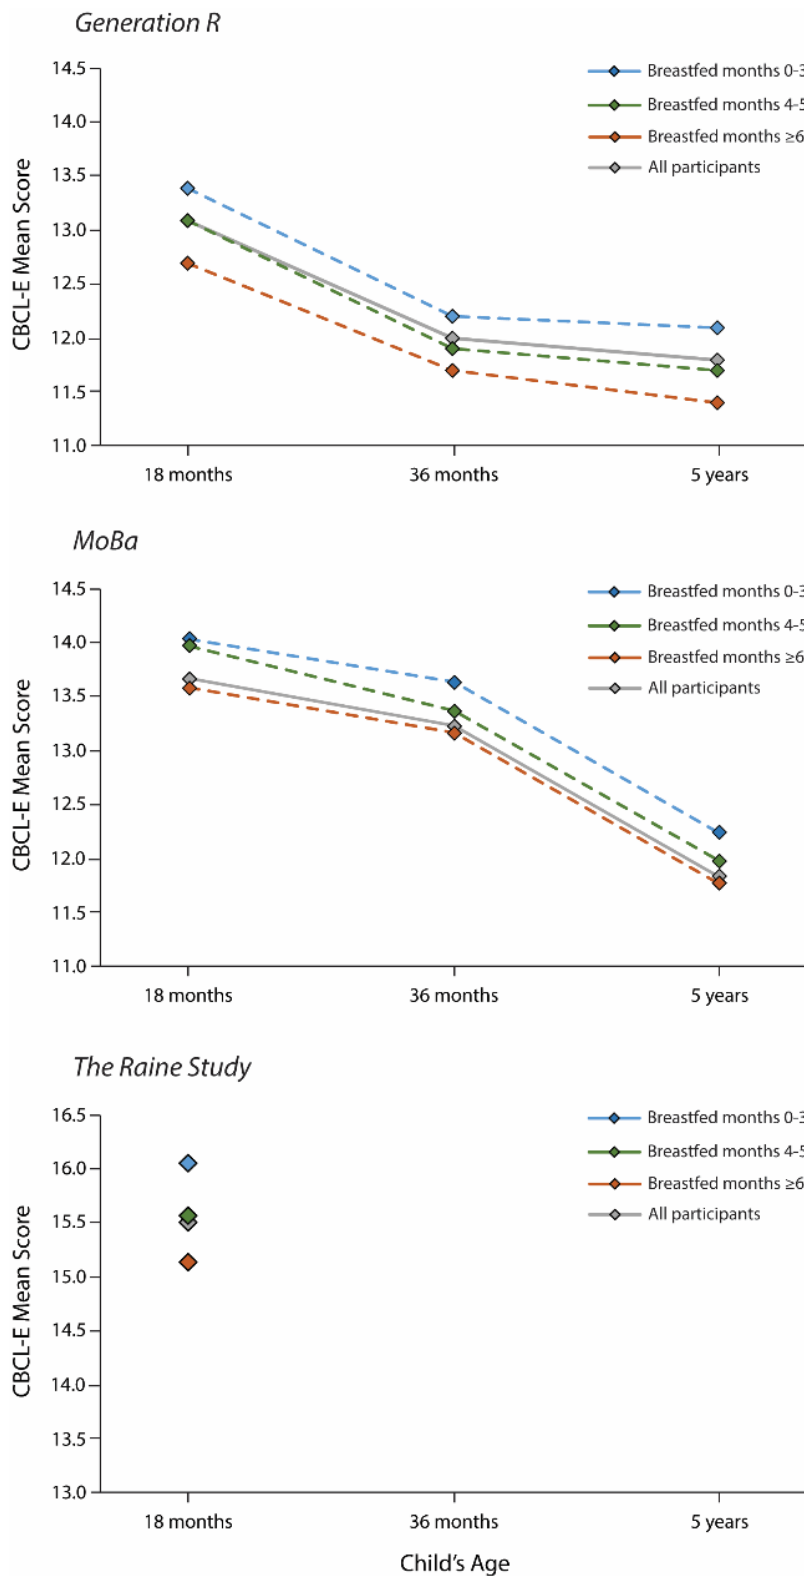 Generation R
14.5
14.0
13.5
13.0
12.5
12.0
11.5
11.0
CBCL-E Mean Score
Breastfed months 0-3
Breastfed months 4-5
Breastfed months ≥6
All participants
18 months 36 months 5 years
MoBa
14.5
14.0
13.5
13.0
12.5
12.0
11.5
11.0
CBCL-E Mean Score
Breastfed months 0-3
Breastfed months 4-5
Breastfed months ≥6
All participants
18 months 36 months 5 years
The Raine Study
16.5
16.0
15.5
15.0
14.5
14.0
13.5
13.0
CBCL-E Mean Score
Breastfed months 0-3
Breastfed months 4-5
Breastfed months ≥6
All participants
18 months 36 months 5 years
Child's Age